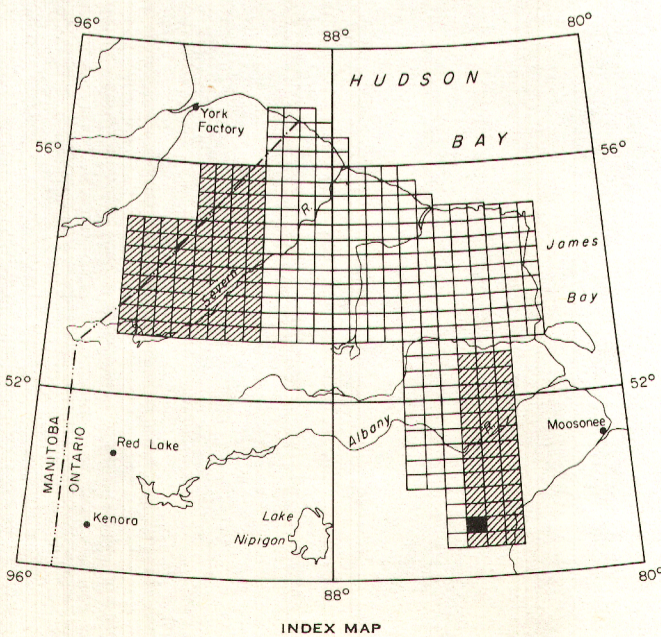 96°
88°
80°
HUDSON
BAY
York
Factory
56°
56°
R.
Severn
James
Bay
52°
52°
Albany
R.
Moosonee
MANITOBA
ONTARIO
Red Lake
Kenora
Lake
Nipigon
96°
88°
80°
INDEX MAP